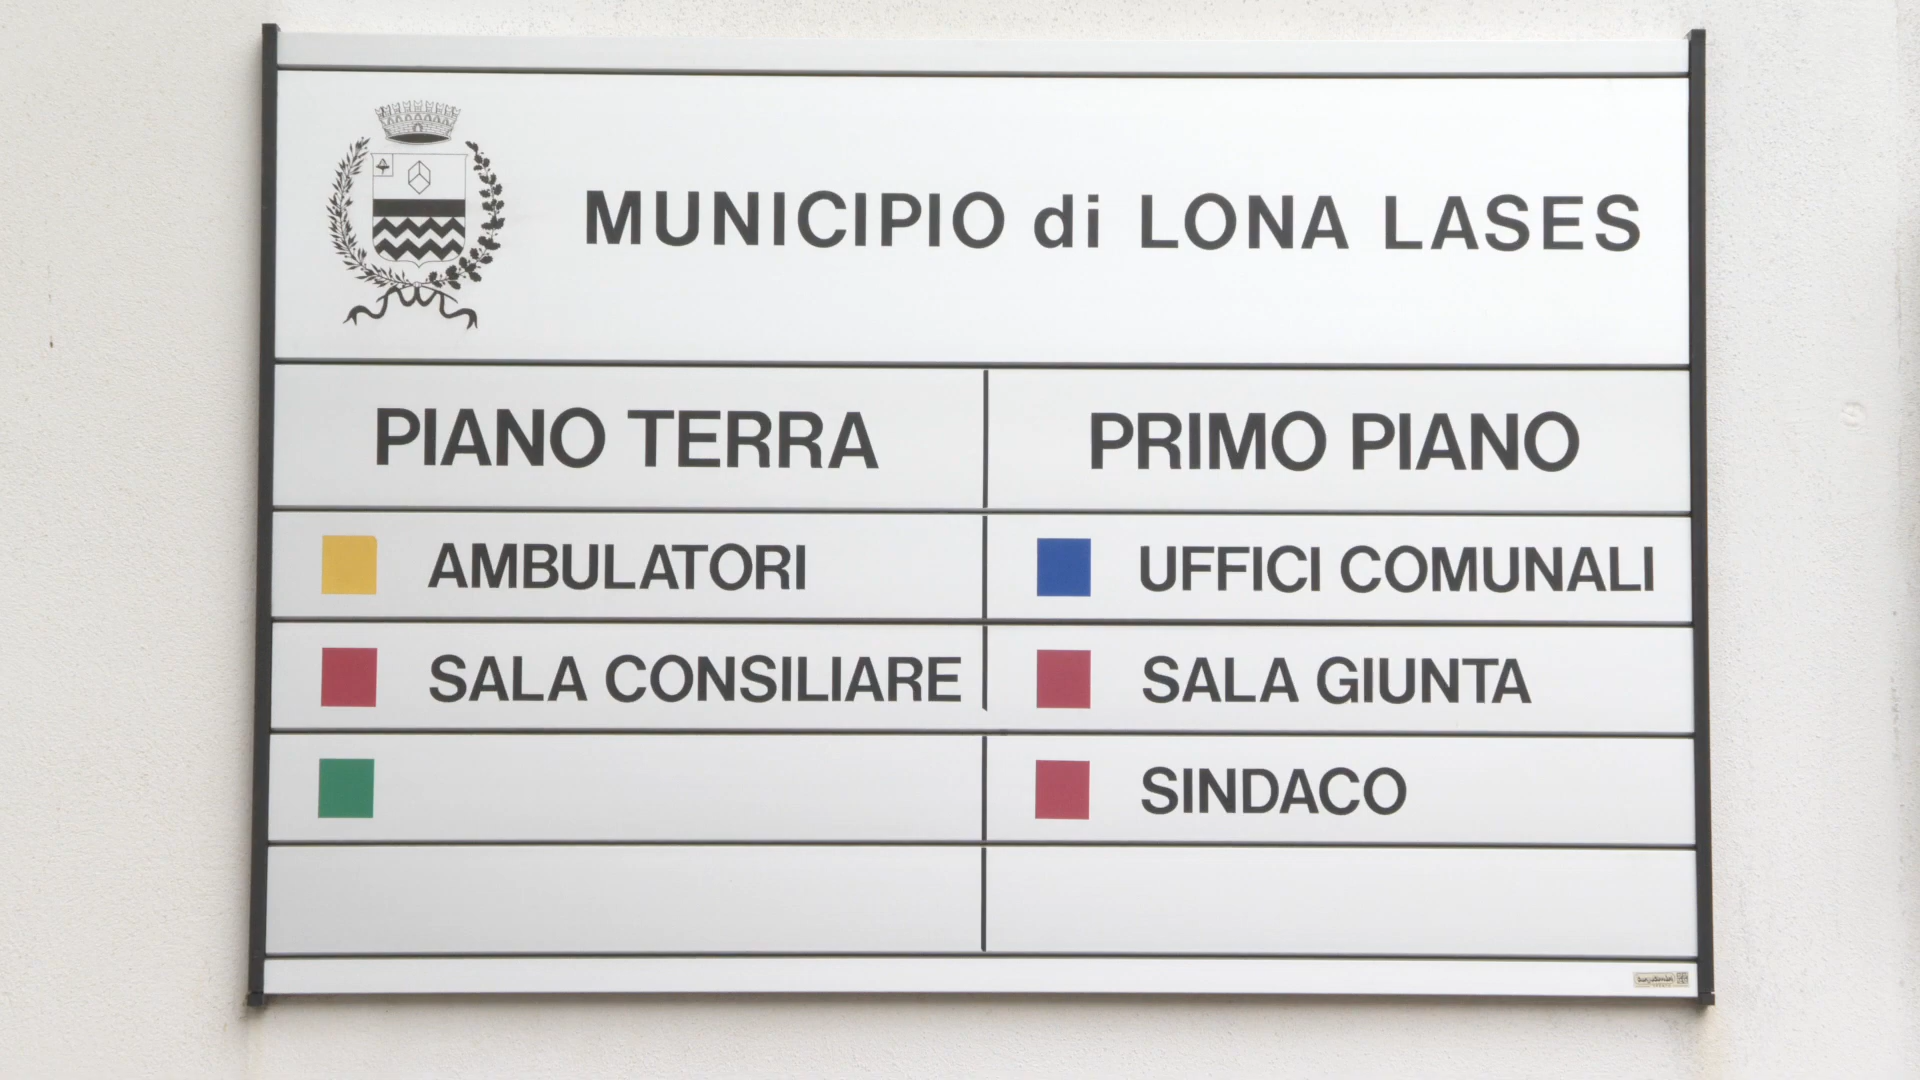 MUNICIPIO di LONA LASES
PIANO TERRA
PRIMO PIANO
AMBULATORI
UFFICI COMUNALI
SALA CONSILIARE
SALA GIUNTA
SINDACO